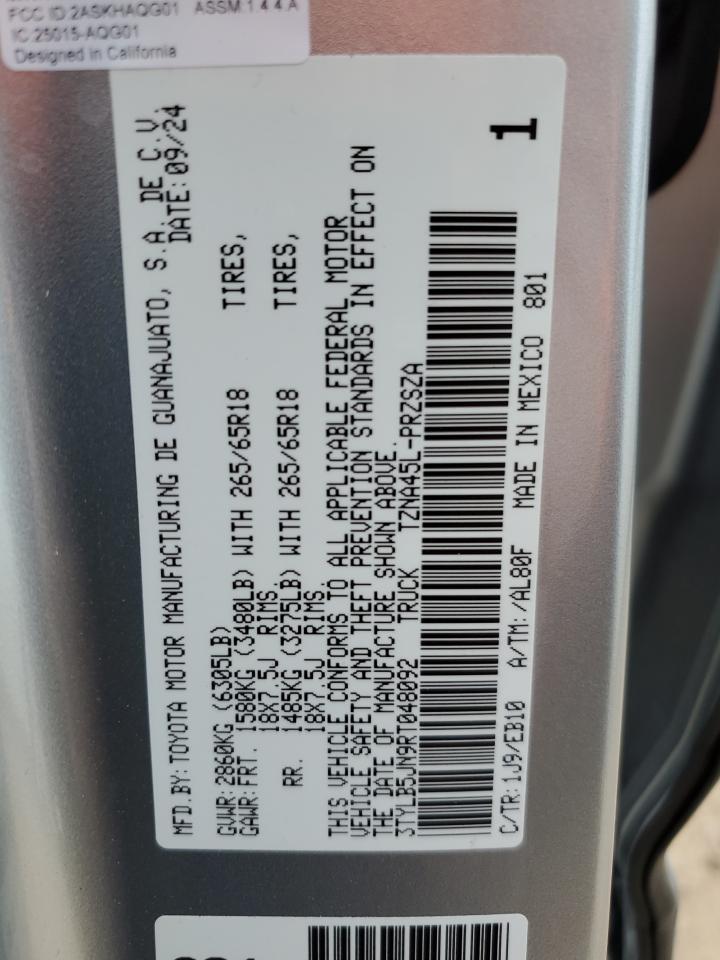 FCC ID:2ASKHAQG01 ASSM.1.4 4.A
IC:25015-AQG01
Designed in California
MFD.BY:TOYOTA MOTOR MANUFACTURING DE GUANAJUATO, S.A. DE C.V.
DATE:09/24
GVWR:2860KG (6305LB)
GAWR:FRT. 1580KG (3480LB) WITH 265/65R18 TIRES,
18X7.5J RIMS.
RR. 1485KG (3275LB) WITH 265/65R18 TIRES,
18X7.5J RIMS.
THIS VEHICLE CONFORMS TO ALL APPLICABLE FEDERAL MOTOR
VEHICLE SAFETY AND THEFT PREVENTION STANDARDS IN EFFECT ON
THE DATE OF MANUFACTURE SHOWN ABOVE.
3TYLB5JN9RT048092 TRUCK TZNA45L-PRZSZA
1
C/TR:1J9/EB10 A/TM:/AL80F MADE IN MEXICO 801